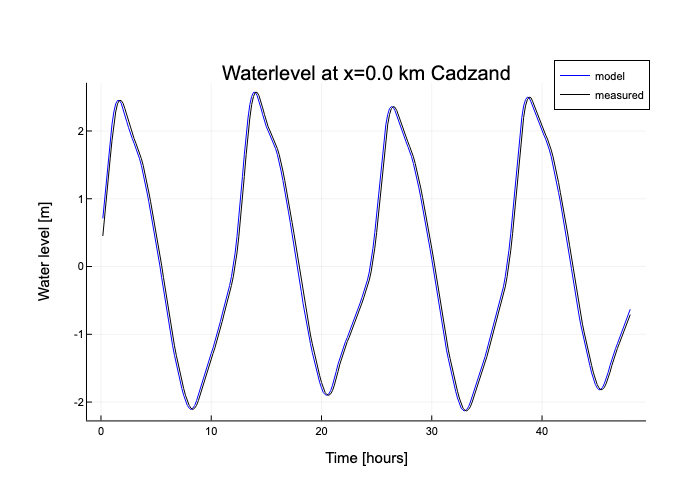 Waterlevel at x=0.0 km Cadzand
model
measured
Water level [m]
2
1
0
-1
-2
0 10 20 30 40
Time [hours]